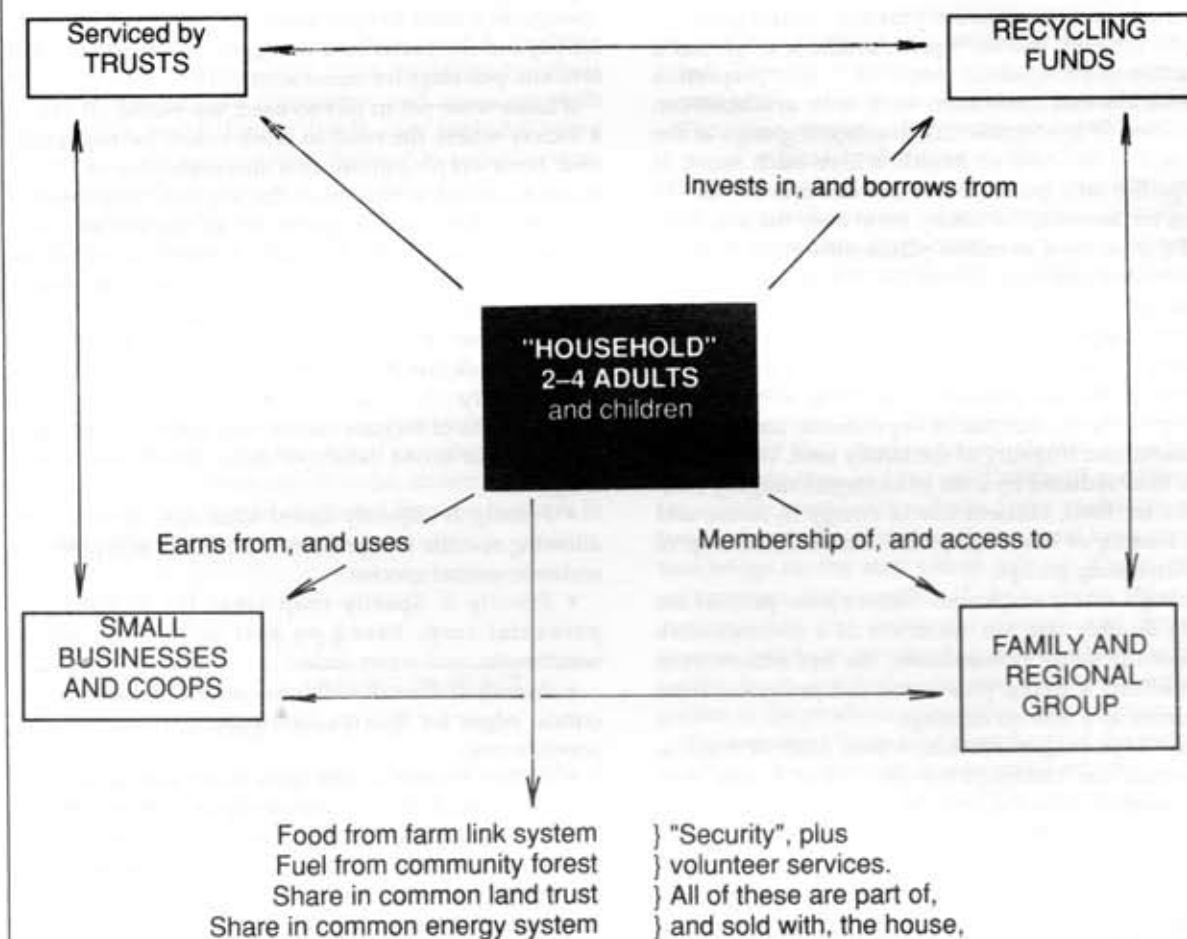 Serviced by
TRUSTS
RECYCLING
FUNDS
Invests in, and borrows from
"HOUSEHOLD"
2–4 ADULTS
and children
Earns from, and uses
Membership of, and access to
SMALL
BUSINESSES
AND COOPS
FAMILY AND
REGIONAL
GROUP
Food from farm link system } "Security", plus
Fuel from community forest } volunteer services.
Share in common land trust } All of these are part of,
Share in common energy system } and sold with, the house,